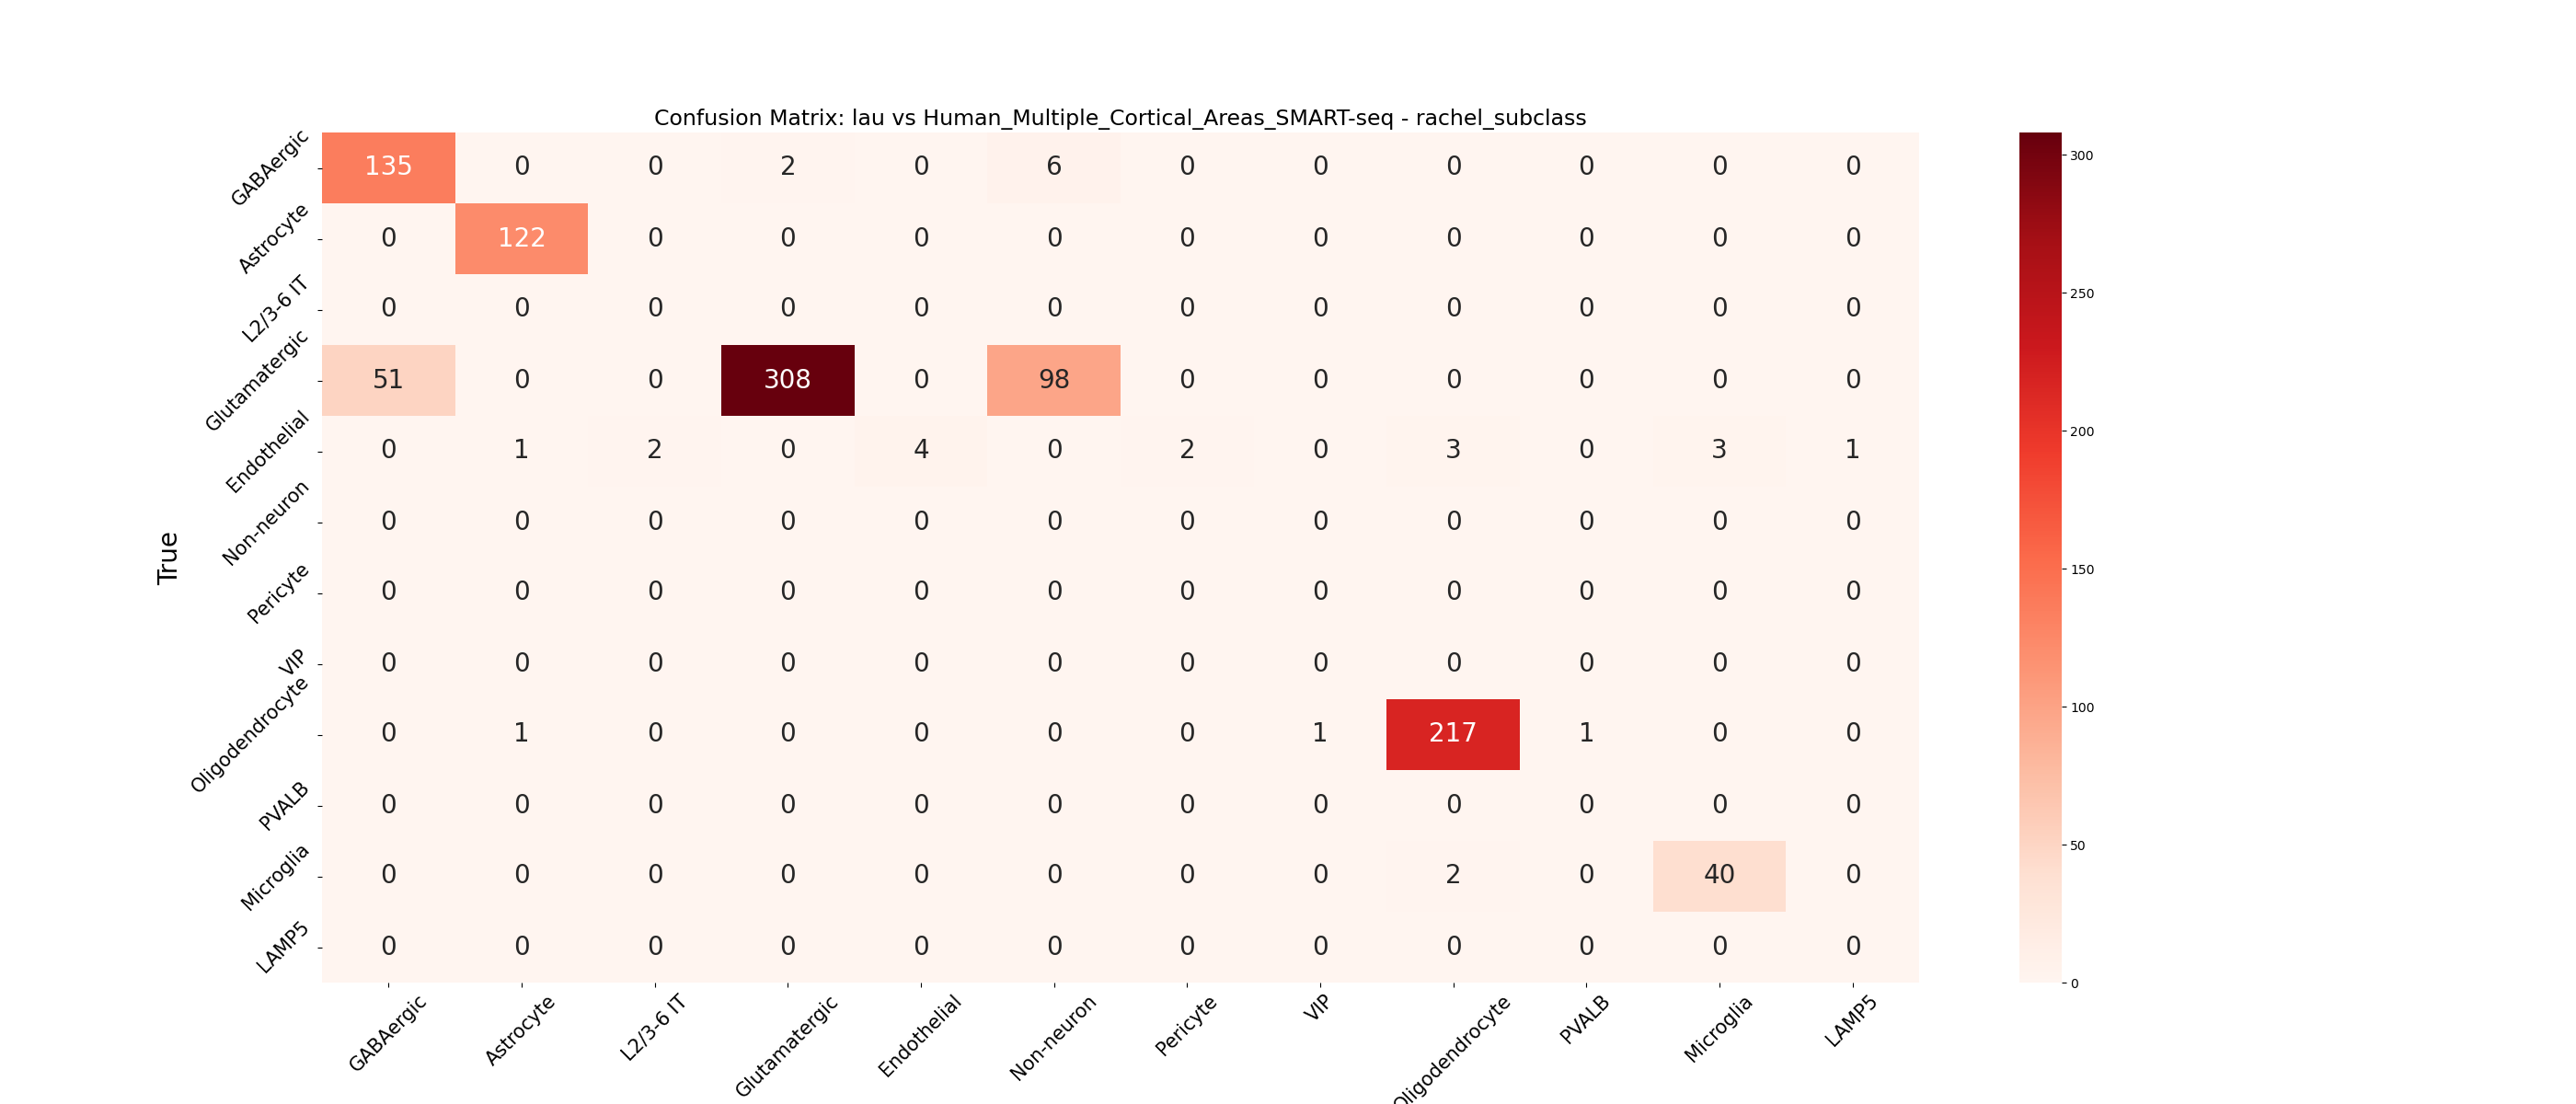 Confusion Matrix: lau vs Human_Multiple_Cortical_Areas_SMART-seq - rachel_subclass
GABAergic 135 0 0 2 0 6 0 0 0 0 0 0
Astrocyte 0 122 0 0 0 0 0 0 0 0 0 0
L2/3-6 IT 0 0 0 0 0 0 0 0 0 0 0 0
Glutamatergic 51 0 0 308 0 98 0 0 0 0 0 0
Endothelial 0 1 2 0 4 0 2 0 3 0 3 1
Non-neuron 0 0 0 0 0 0 0 0 0 0 0 0
Pericyte 0 0 0 0 0 0 0 0 0 0 0 0
VIP 0 0 0 0 0 0 0 0 0 0 0 0
Oligodendrocyte 0 1 0 0 0 0 0 1 217 1 0 0
PVALB 0 0 0 0 0 0 0 0 0 0 0 0
Microglia 0 0 0 0 0 0 0 0 2 0 40 0
LAMP5 0 0 0 0 0 0 0 0 0 0 0 0
True
GABAergic Astrocyte L2/3-6 IT Glutamatergic Endothelial Non-neuron Pericyte VIP Oligodendrocyte PVALB Microglia LAMP5
300
250
200
150
100
50
0